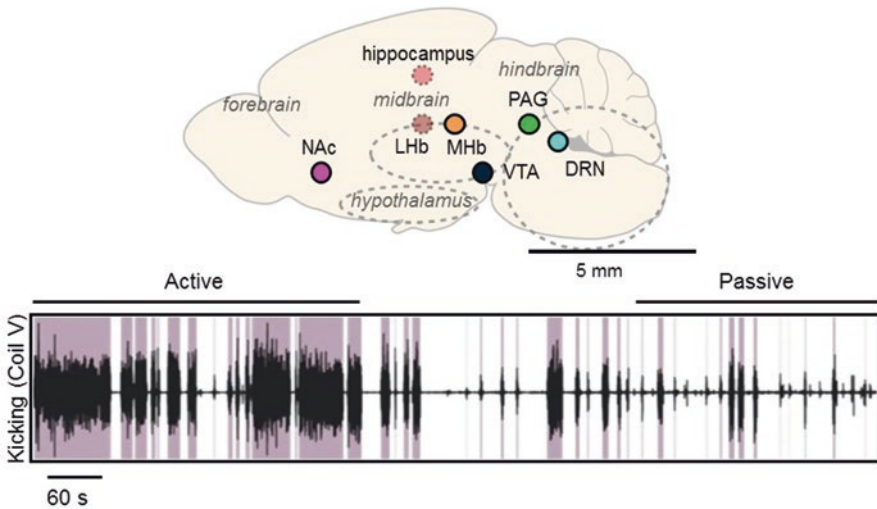 hippocampus
forebrain
midbrain
hindbrain
PAG
NAc
LHb
MHb
VTA
DRN
hypothalamus
5 mm
Active
Passive
Kicking (Coil V)
60 s